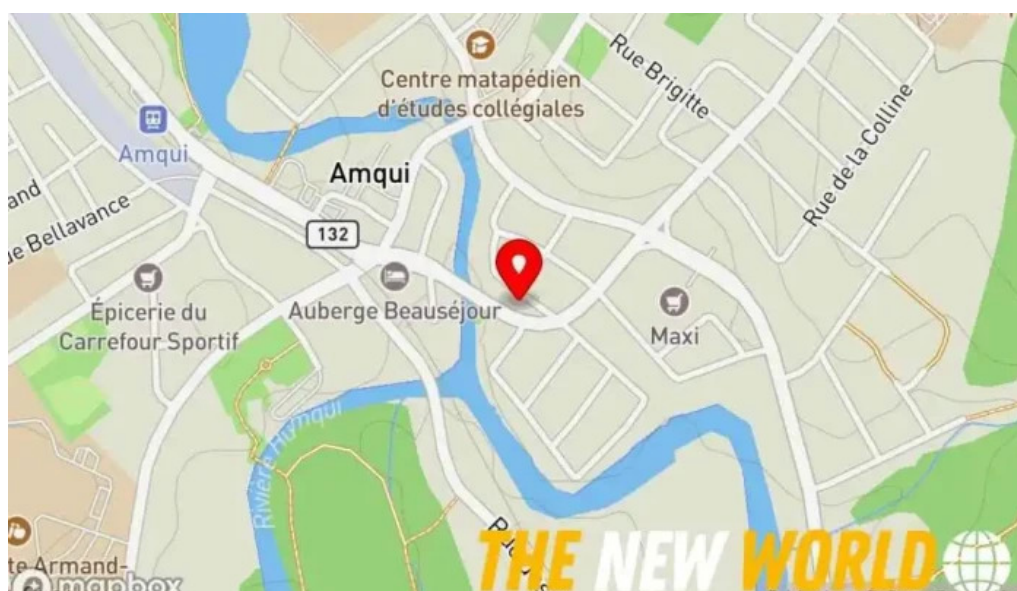 Centre matapédien
d'études collégiales
Rue Brigitte
Rue de la Colline
Amqui
Amqui
and
ue Bellavance
132
Épicerie du
Carrefour Sportif
Auberge Beauséjour
Maxi
Rivière Humqui
te Armand-
mapbox
THE NEW WORLD